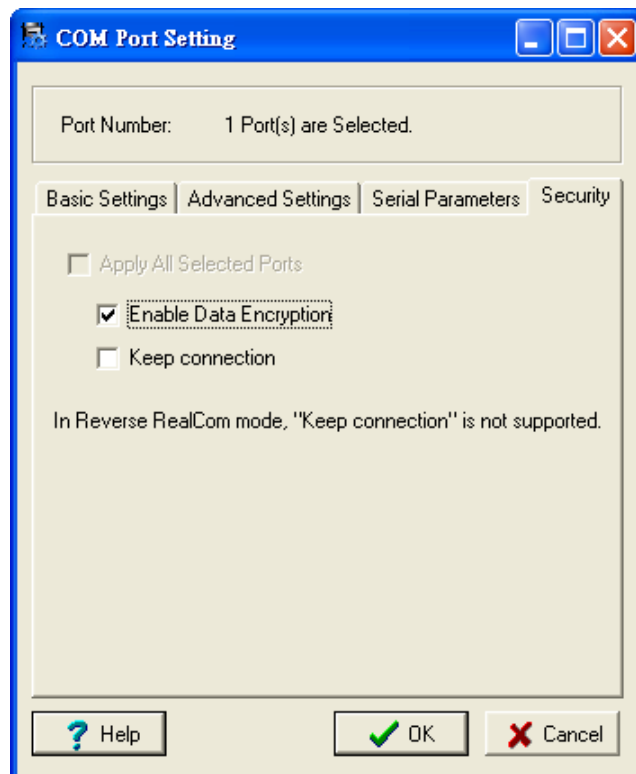 COM Port Setting
Port Number: 1 Port(s) are Selected.
Basic Settings Advanced Settings Serial Parameters Security
Apply All Selected Ports
Enable Data Encryption
Keep connection
In Reverse RealCom mode, "Keep connection" is not supported.
Help OK Cancel